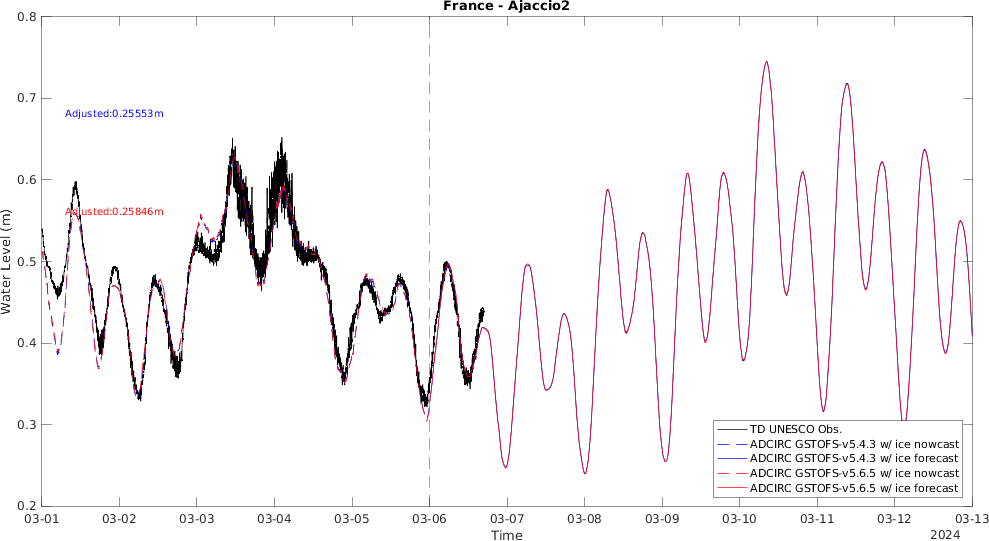 France - Ajaccio2
0.8
0.7
0.6
0.5
0.4
0.3
0.2
Water Level (m)
Adjusted:0.25553m
Adjusted:0.25846m
TD UNESCO Obs.
ADCIRC GSTOFS-v5.4.3 w/ ice nowcast
ADCIRC GSTOFS-v5.4.3 w/ ice forecast
ADCIRC GSTOFS-v5.6.5 w/ ice nowcast
ADCIRC GSTOFS-v5.6.5 w/ ice forecast
03-01 03-02 03-03 03-04 03-05 03-06 03-07 03-08 03-09 03-10 03-11 03-12 03-13
Time
2024